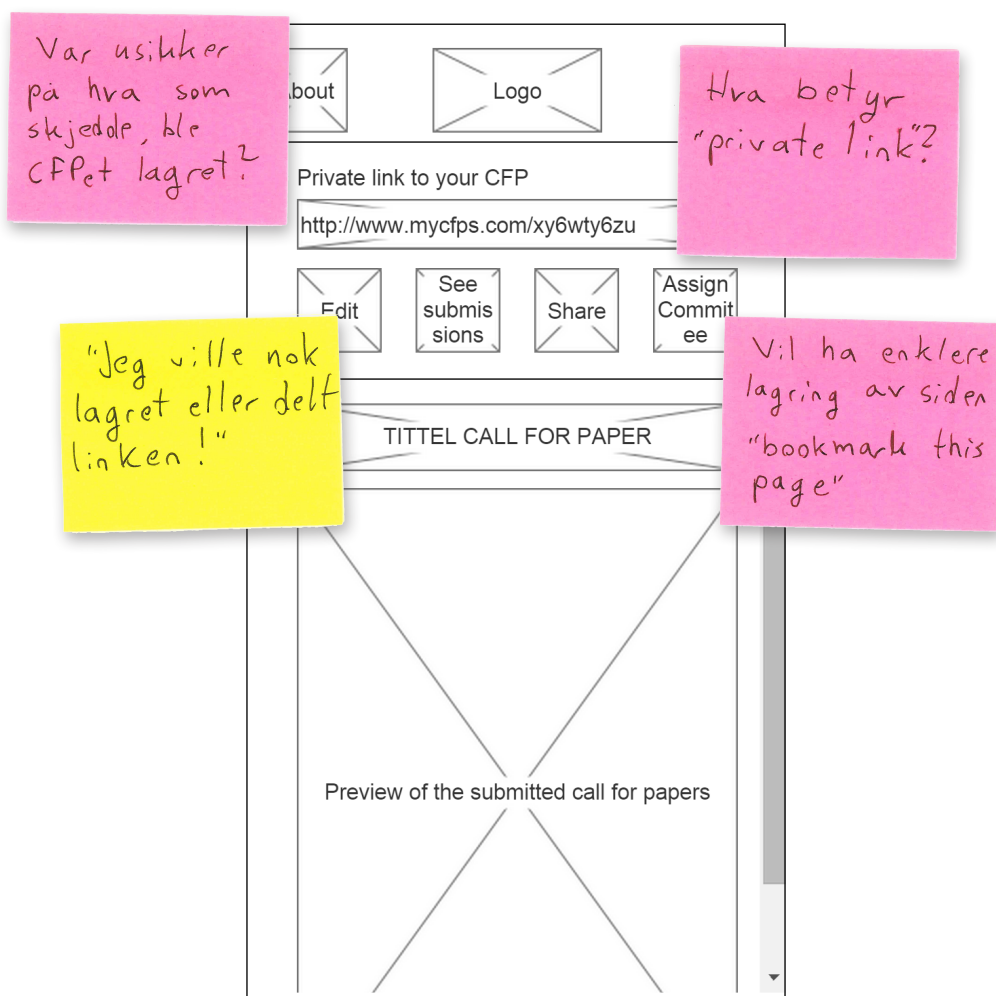 Var usikker
på hva som
skjedde, ble
CFPet lagret?
bout
Logo
Hva betyr
"private link"?
Private link to your CFP
http://www.mycfps.com/xy6wty6zu
Edit
See
submis
sions
Share
Assign
Commit
ee
"Jeg ville nok
lagret eller delt
linken!"
Vil ha enklere
lagring av siden
"bookmark this
page"
TITTEL CALL FOR PAPER
Preview of the submitted call for papers